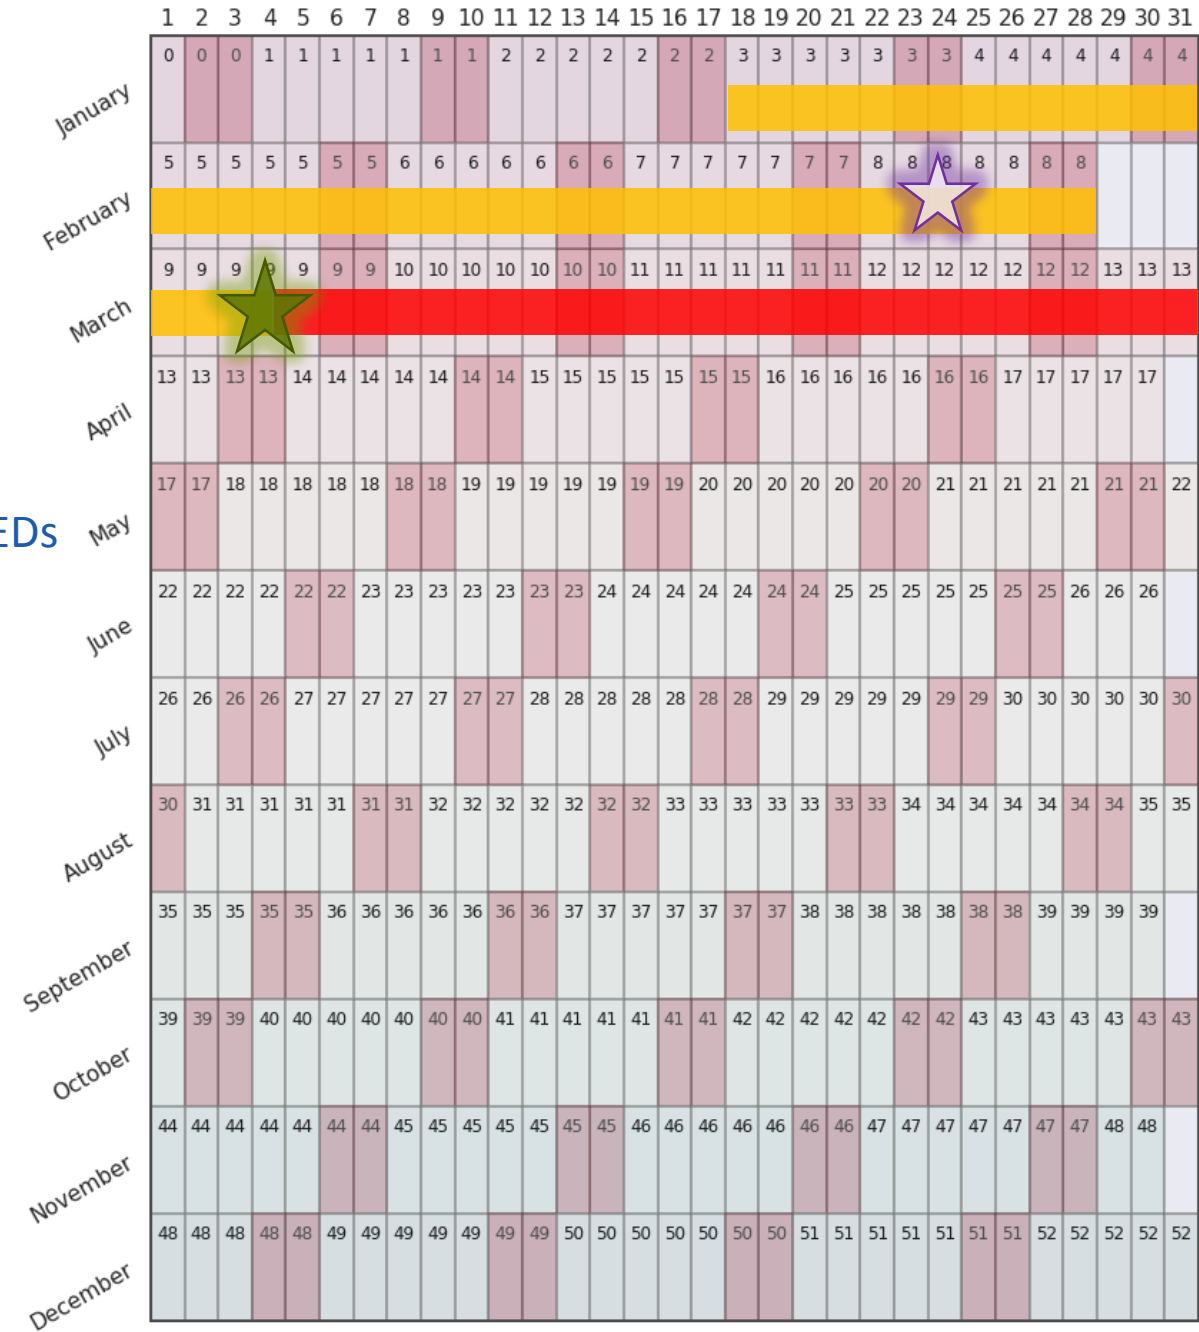 1 2 3 4 5 6 7 8 9 10 11 12 13 14 15 16 17 18 19 20 21 22 23 24 25 26 27 28 29 30 31
January 0 0 0 1 1 1 1 1 1 1 2 2 2 2 2 2 2 3 3 3 3 3 3 3 4 4 4 4 4 4 4
February 5 5 5 5 5 5 5 6 6 6 6 6 6 6 7 7 7 7 7 7 7 8 8 8 8 8 8 8
March 9 9 9 9 9 9 9 10 10 10 10 10 10 10 11 11 11 11 11 11 11 12 12 12 12 12 12 12 13 13 13
April 13 13 13 13 14 14 14 14 14 14 14 15 15 15 15 15 15 15 16 16 16 16 16 16 16 17 17 17 17 17
May 17 17 18 18 18 18 18 18 18 19 19 19 19 19 19 19 20 20 20 20 20 20 20 21 21 21 21 21 21 21 22
EDs
June 22 22 22 22 22 22 23 23 23 23 23 23 23 24 24 24 24 24 24 24 25 25 25 25 25 25 25 26 26 26
July 26 26 26 26 27 27 27 27 27 27 27 28 28 28 28 28 28 28 29 29 29 29 29 29 29 30 30 30 30 30 30
August 30 31 31 31 31 31 31 31 32 32 32 32 32 32 32 33 33 33 33 33 33 33 34 34 34 34 34 34 34 35 35
September 35 35 35 35 35 36 36 36 36 36 36 36 37 37 37 37 37 37 37 38 38 38 38 38 38 38 39 39 39 39
October 39 39 39 40 40 40 40 40 40 40 41 41 41 41 41 41 41 42 42 42 42 42 42 42 43 43 43 43 43 43 43
November 44 44 44 44 44 44 44 45 45 45 45 45 45 45 46 46 46 46 46 46 46 47 47 47 47 47 47 47 48 48
December 48 48 48 48 48 49 49 49 49 49 49 49 50 50 50 50 50 50 50 51 51 51 51 51 51 51 52 52 52 52 52